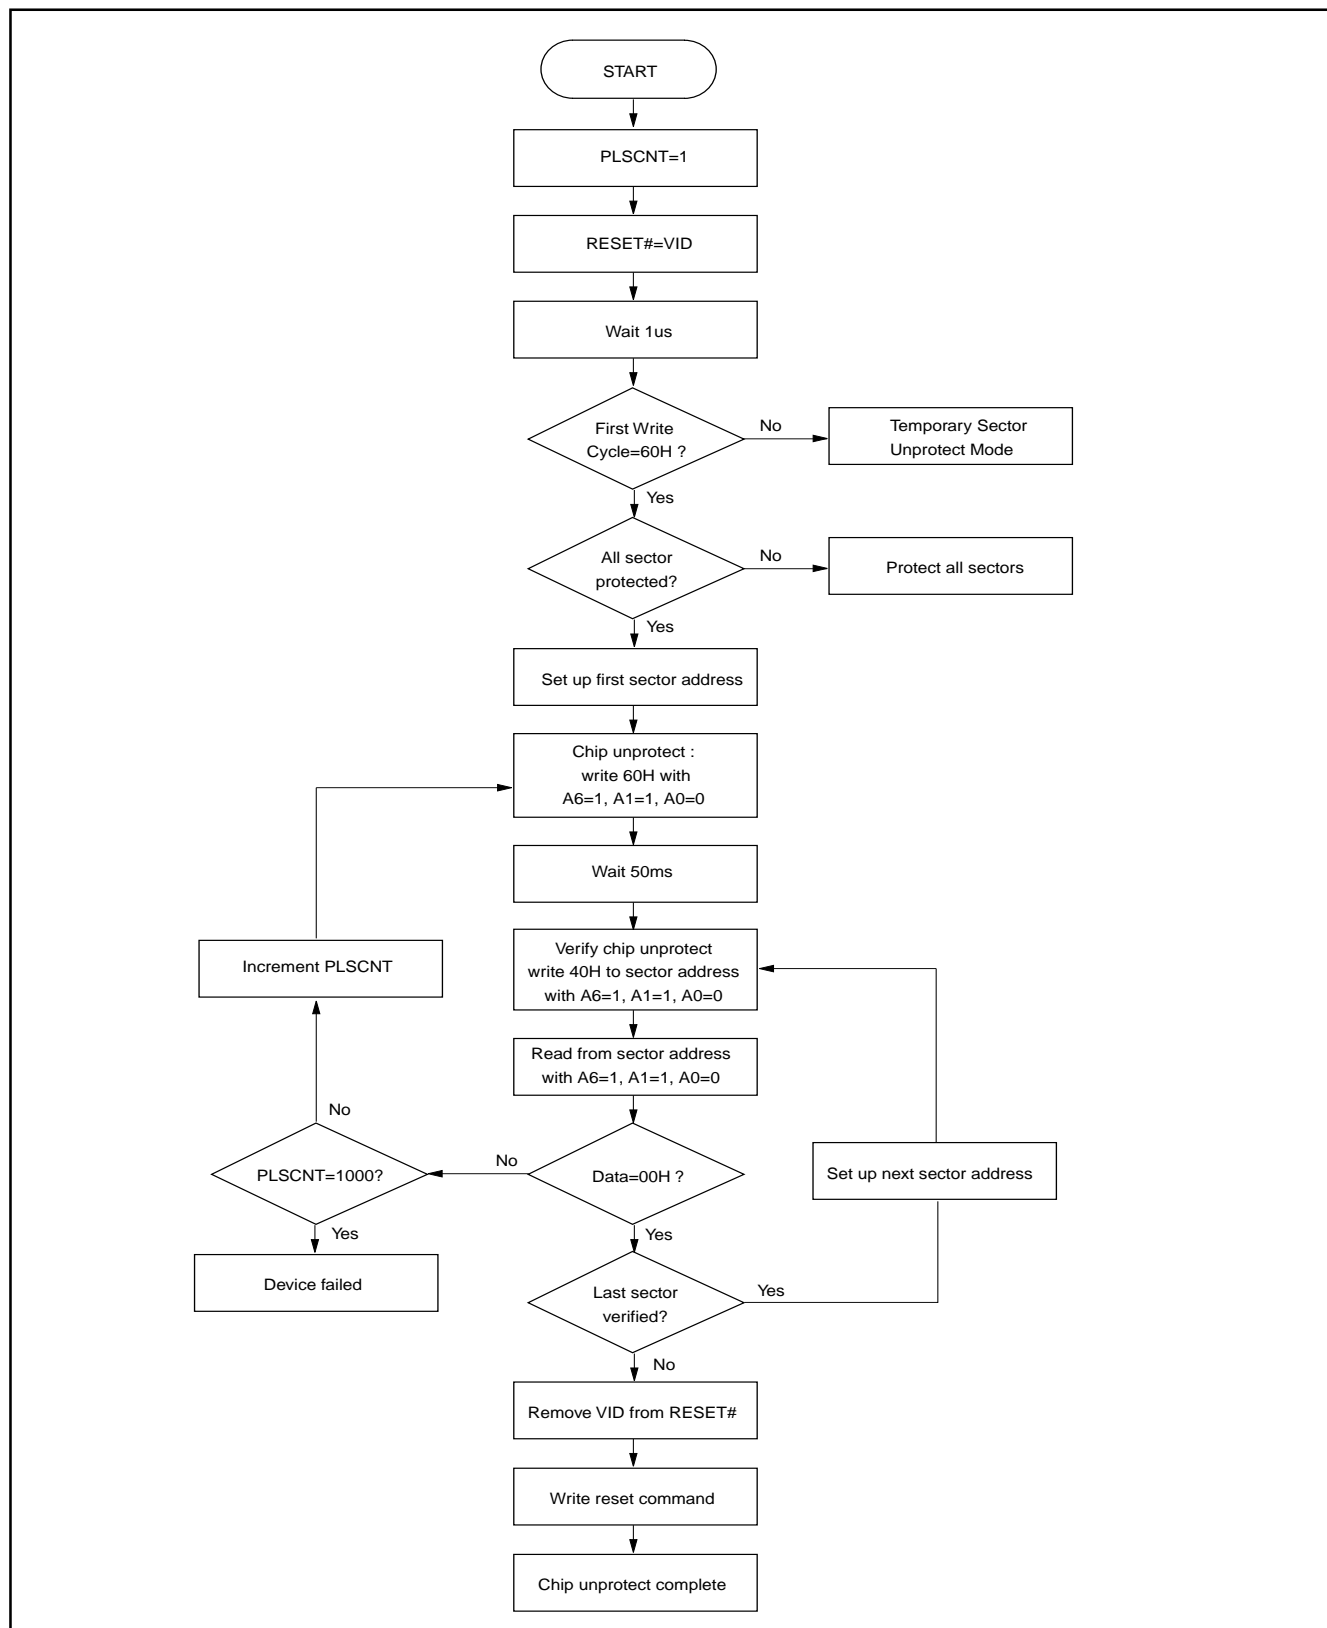 START
PLSCNT=1
RESET#=VID
Wait 1us
First Write
Cycle=60H ?
No
Temporary Sector
Unprotect Mode
Yes
All sector
protected?
No
Protect all sectors
Yes
Set up first sector address
Chip unprotect :
write 60H with
A6=1, A1=1, A0=0
Wait 50ms
Increment PLSCNT
Verify chip unprotect
write 40H to sector address
with A6=1, A1=1, A0=0
Read from sector address
with A6=1, A1=1, A0=0
No
PLSCNT=1000?
No
Data=00H ?
Set up next sector address
Yes
Yes
Device failed
Last sector
verified?
Yes
No
Remove VID from RESET#
Write reset command
Chip unprotect complete